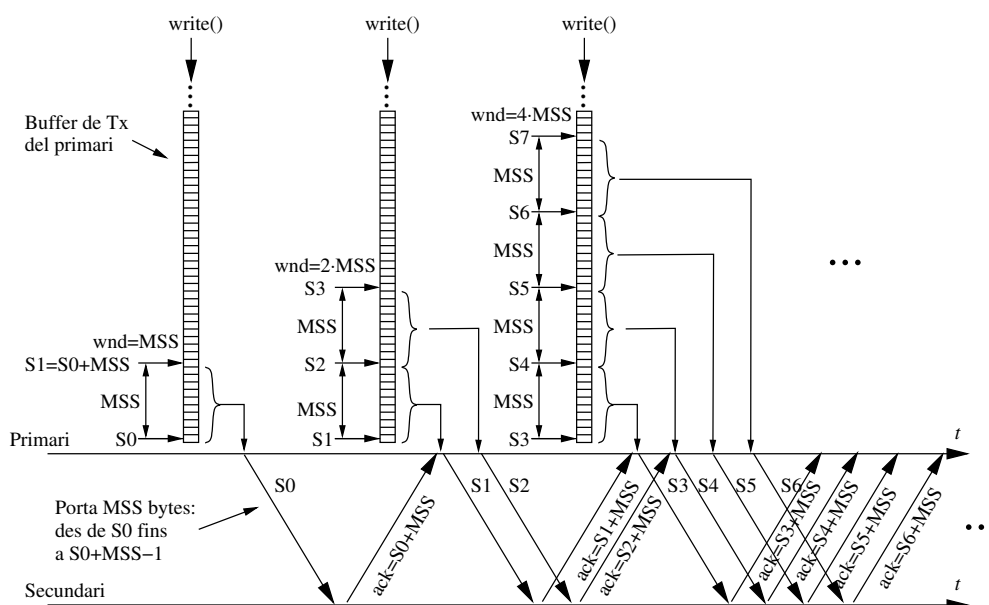 write()
write()
write()
Buffer de Tx
del primari
wnd=MSS
S1=S0+MSS
MSS
S0
wnd=2·MSS
S3
MSS
S2
MSS
S1
wnd=4·MSS
S7
MSS
S6
MSS
S5
MSS
S4
MSS
S3
...
Primari
t
S0
S1
S2
S3
S4
S5
S6
Porta MSS bytes:
des de S0 fins
a S0+MSS−1
ack=S0+MSS
ack=S1+MSS
ack=S2+MSS
ack=S3+MSS
ack=S4+MSS
ack=S5+MSS
ack=S6+MSS
Secundari
t